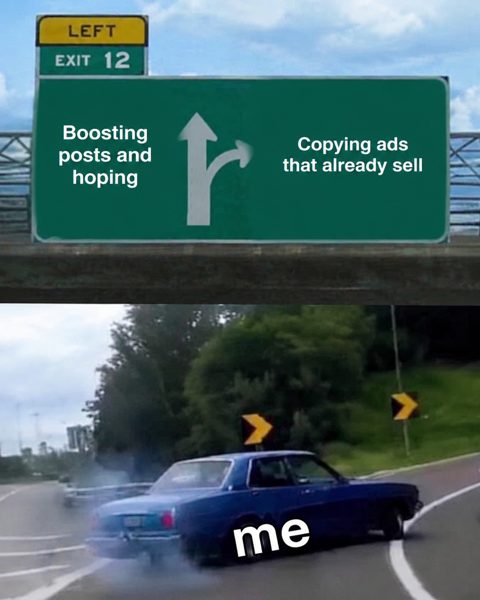 LEFT
EXIT 12
Boosting
posts and
hoping
Copying ads
that already sell
me